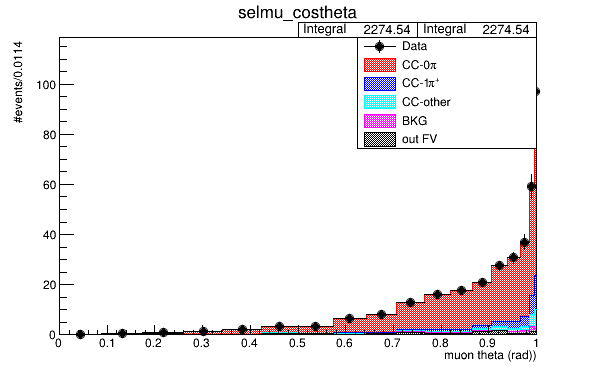 selmu_costheta
Integral 2274.54 Integral 2274.54
#events/0.0114
Data
CC-0π
CC-1π⁺
CC-other
BKG
out FV
100
80
60
40
20
0
0 0.1 0.2 0.3 0.4 0.5 0.6 0.7 0.8 0.9 1
muon theta (rad))